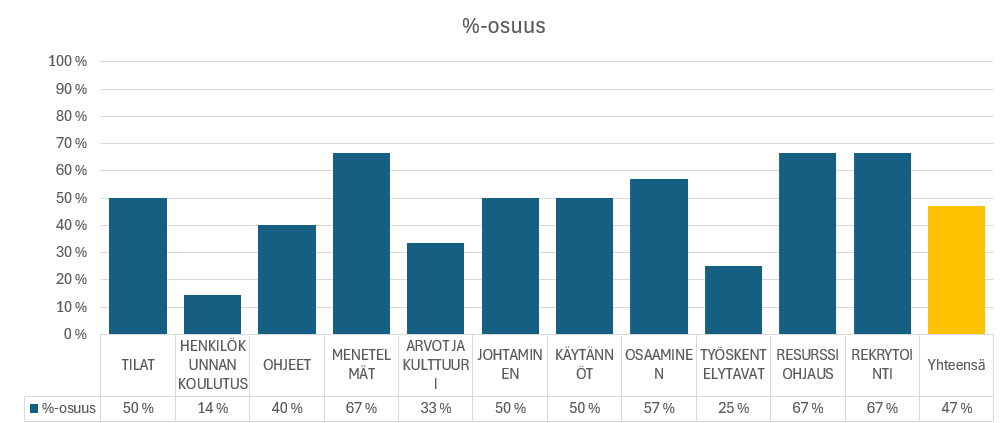 %-osuus
100 %
90 %
80 %
70 %
60 %
50 %
40 %
30 %
20 %
10 %
0 %
TILAT
HENKILÖK
UNNAN
KOULUTUS
OHJEET
MENETEL
MÄT
ARVOT JA
KULTTUUR
I
JOHTAMIN
EN
KÄYTÄNN
ÖT
OSAAMINE
N
TYÖSKENT
ELYTAVAT
RESURSSI
OHJAUS
REKRYTOI
NTI
Yhteensä
%-osuus 50 % 14 % 40 % 67 % 33 % 50 % 50 % 57 % 25 % 67 % 67 % 47 %